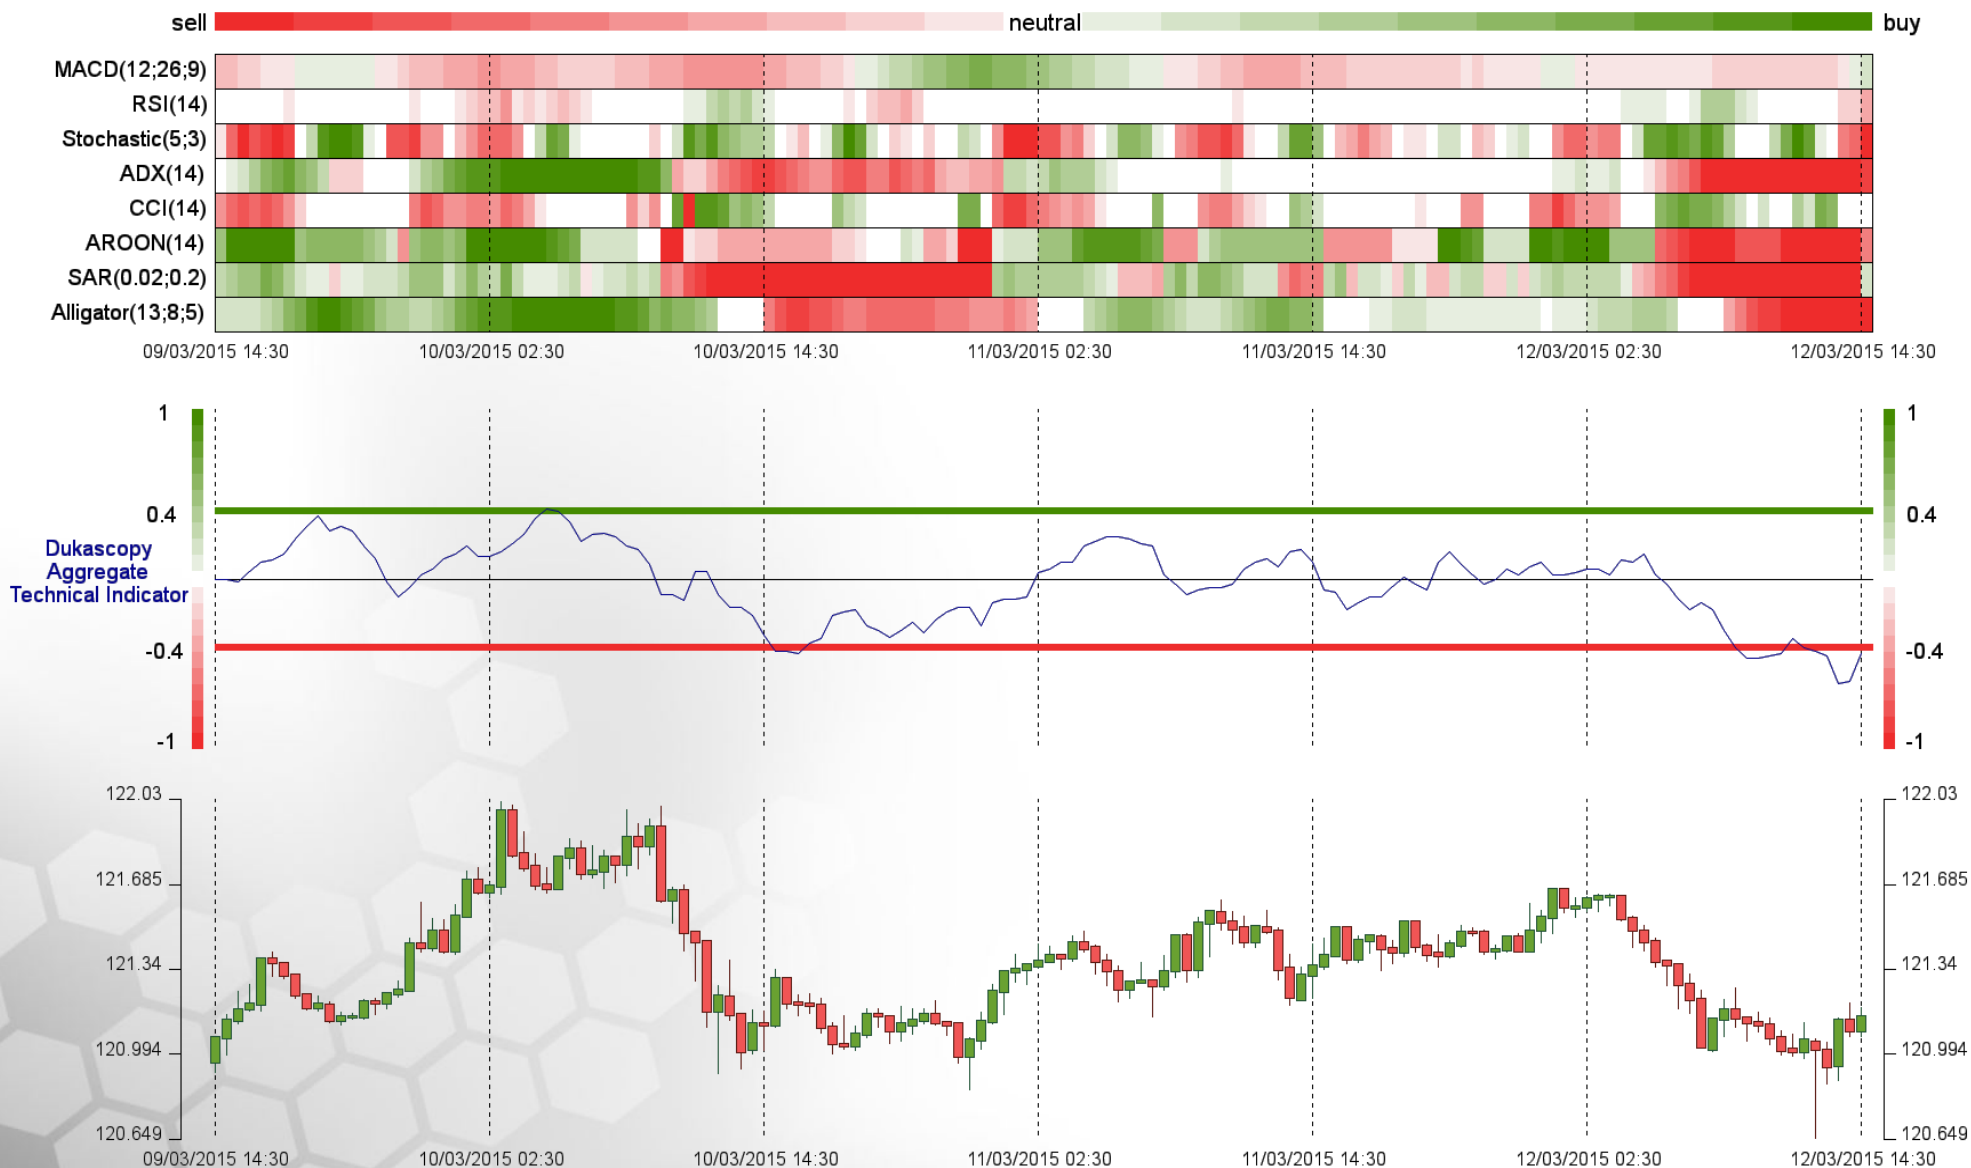 sell neutral buy
MACD(12;26;9)
RSI(14)
Stochastic(5;3)
ADX(14)
CCI(14)
AROON(14)
SAR(0.02;0.2)
Alligator(13;8;5)
09/03/2015 14:30 10/03/2015 02:30 10/03/2015 14:30 11/03/2015 02:30 11/03/2015 14:30 12/03/2015 02:30 12/03/2015 14:30
1 1
0.4 0.4
Dukascopy
Aggregate
Technical Indicator
-0.4 -0.4
-1 -1
122.03 122.03
121.685 121.685
121.34 121.34
120.994 120.994
120.649 120.649
09/03/2015 14:30 10/03/2015 02:30 10/03/2015 14:30 11/03/2015 02:30 11/03/2015 14:30 12/03/2015 02:30 12/03/2015 14:30